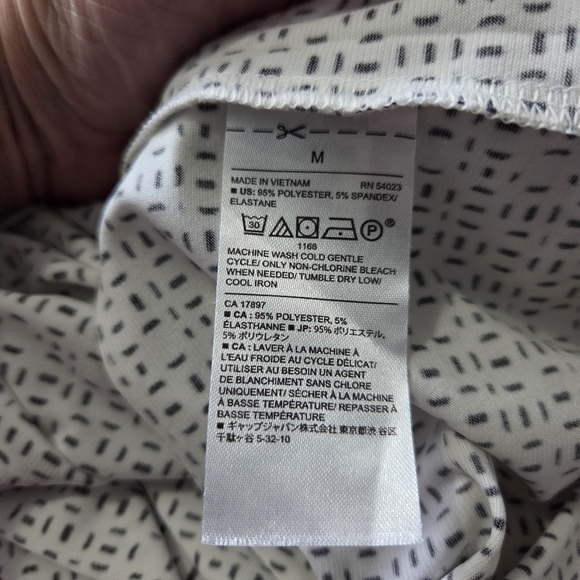 M
MADE IN VIETNAM RN 54023
■ US: 95% POLYESTER, 5% SPANDEX/
ELASTANE
30 P
1168
MACHINE WASH COLD GENTLE
CYCLE/ ONLY NON-CHLORINE BLEACH
WHEN NEEDED/ TUMBLE DRY LOW/
COOL IRON
CA 17897
■ CA : 95% POLYESTER, 5%
ÉLASTHANNE ■ JP: 95% ポリエステル,
5% ポリウレタン
■ CA : LAVER À LA MACHINE À
L'EAU FROIDE AU CYCLE DÉLICAT/
UTILISER AU BESOIN UN AGENT
DE BLANCHIMENT SANS CHLORE
UNIQUEMENT/ SÉCHER À LA MACHINE
À BASSE TEMPÉRATURE/ REPASSER À
BASSE TEMPÉRATURE
■ ギャップジャパン株式会社 東京都渋 谷区
千駄ヶ谷 5-32-10